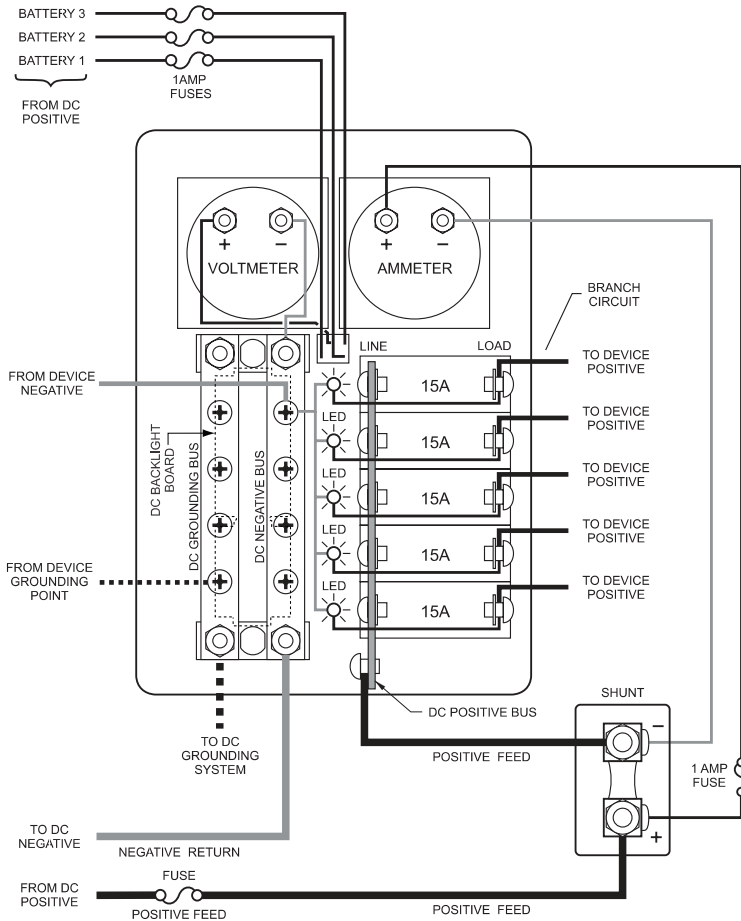 BATTERY 3
BATTERY 2
BATTERY 1
1AMP
FUSES
FROM DC
POSITIVE
+
−
VOLTMETER
+
−
AMMETER
BRANCH
CIRCUIT
LINE
LOAD
FROM DEVICE
NEGATIVE
TO DEVICE
POSITIVE
15A
LED
TO DEVICE
POSITIVE
15A
LED
TO DEVICE
POSITIVE
15A
LED
TO DEVICE
POSITIVE
15A
LED
TO DEVICE
POSITIVE
15A
DC BACKLIGHT
BOARD
DC GROUNDING BUS
DC NEGATIVE BUS
FROM DEVICE
GROUNDING
POINT
DC POSITIVE BUS
SHUNT
−
+
POSITIVE FEED
1 AMP
FUSE
TO DC
GROUNDING
SYSTEM
TO DC
NEGATIVE
NEGATIVE RETURN
FROM DC
POSITIVE
FUSE
POSITIVE FEED
POSITIVE FEED